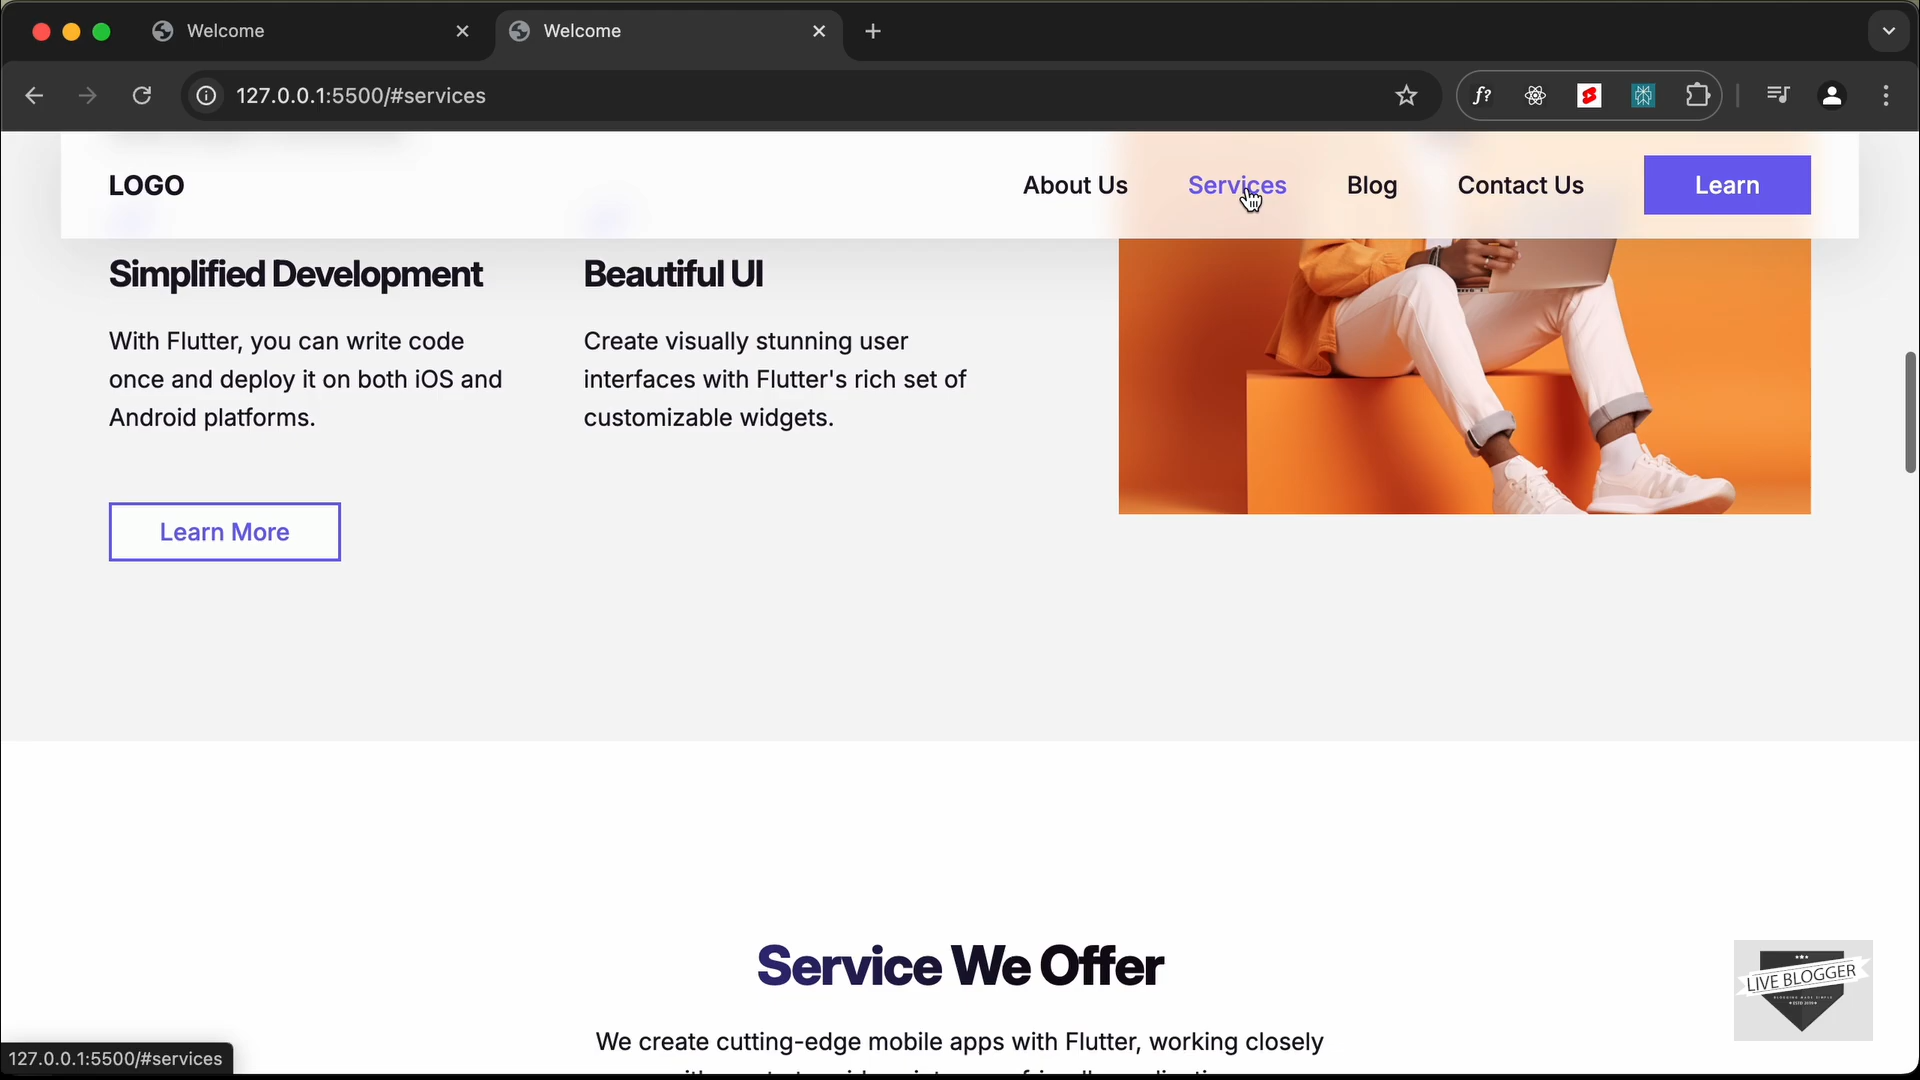 Welcome
Welcome
127.0.0.1:5500/#services
f?
LOGO
About Us
Services
Blog
Contact Us
Learn
Simplified Development
Beautiful UI
With Flutter, you can write code
once and deploy it on both iOS and
Android platforms.
Create visually stunning user
interfaces with Flutter's rich set of
customizable widgets.
Learn More
Service We Offer
We create cutting-edge mobile apps with Flutter, working closely
LIVE BLOGGER
127.0.0.1:5500/#services